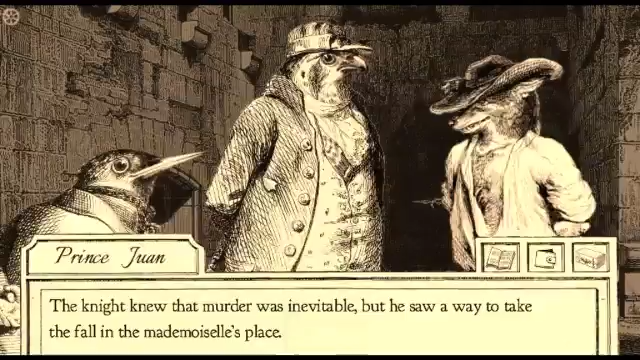 Prince Juan
The knight knew that murder was inevitable, but he saw a way to take
the fall in the mademoiselle's place.